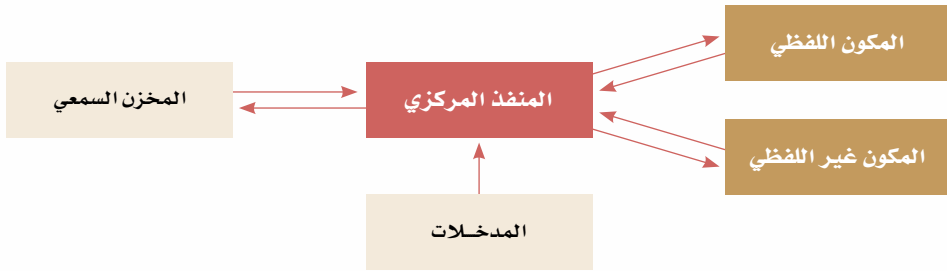 المكون اللفظي
المخزن السمعي
المنفذ المركزي
المكون غير اللفظي
المدخلات